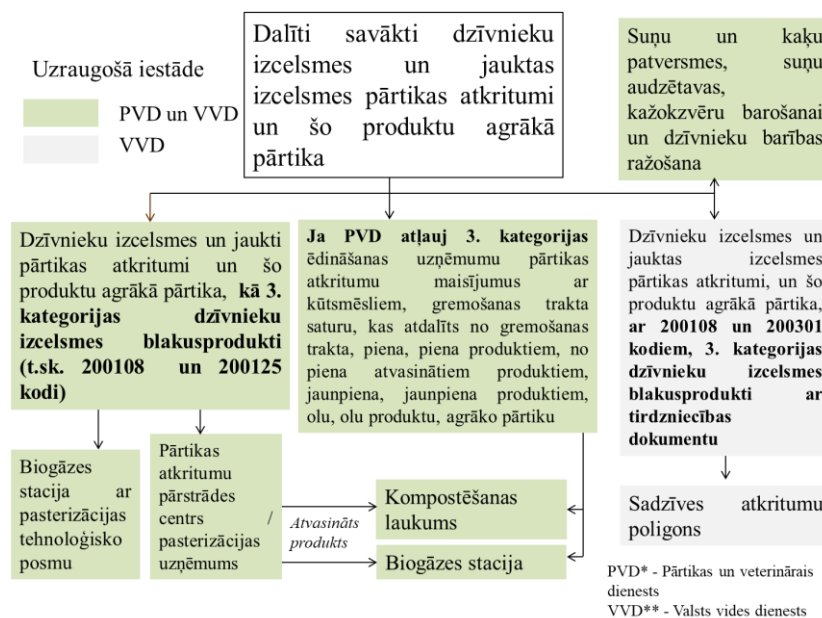 Dalīti savākti dzīvnieku
izcelsmes un jauktas
izcelsmes pārtikas atkritumi
un šo produktu agrākā
pārtika
Suņu un kaķu
patversmes, suņu
audzētavas,
kažokzvēru barošanai
un dzīvnieku barības
ražošana
Uzraugošā iestāde
PVD un VVD
VVD
Dzīvnieku izcelsmes un jaukti
pārtikas atkritumi un šo
produktu agrākā pārtika, kā 3.
kategorijas dzīvnieku
izcelsmes blakusprodukti
(t.sk. 200108 un 200125
kodi)
Ja PVD atļauj 3. kategorijas
ēdināšanas uzņēmumu pārtikas
atkritumu maisījumus ar
kūtsmēsliem, gremošanas trakta
saturu, kas atdalīts no gremošanas
trakta, piena, piena produktiem, no
piena atvasinātiem produktiem,
jaunpiena, jaunpiena produktiem,
olu, olu produktu, agrāko pārtiku
Dzīvnieku izcelsmes un
jauktas izcelsmes
pārtikas atkritumi, un šo
produktu agrākā pārtika,
ar 200108 un 200301
kodiem, 3. kategorijas
dzīvnieku izcelsmes
blakusprodukti ar
tirdzniecības
dokumentu
Biogāzes
stacija ar
pasterizācijas
tehnoloģisko
posmu
Pārtikas
atkritumu
pārstrādes
centrs /
pasterizācijas
uzņēmums
Atvasināts
produkts
Kompostēšanas
laukums
Biogāzes stacija
Sadzīves atkritumu
poligons
PVD* - Pārtikas un veterinārais
dienests
VVD** - Valsts vides dienests